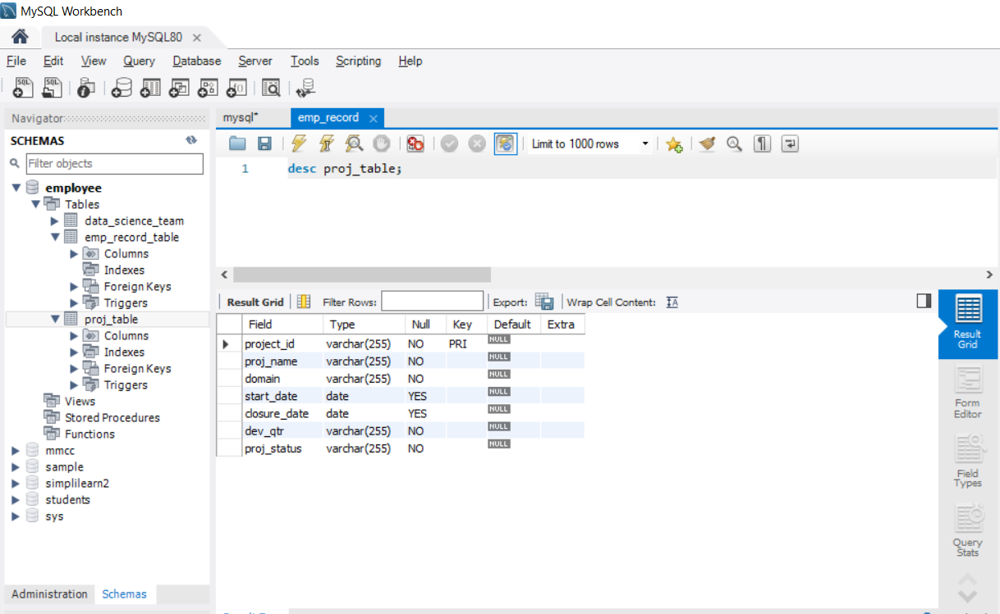 MySQL Workbench
Local instance MySQL80
File Edit View Query Database Server Tools Scripting Help
SQL SQL
Navigator
SCHEMAS
Filter objects
employee
Tables
data_science_team
emp_record_table
Columns
Indexes
Foreign Keys
Triggers
proj_table
Columns
Indexes
Foreign Keys
Triggers
Views
Stored Procedures
Functions
mmcc
sample
simplilearn2
students
sys
Administration Schemas
mysql* emp_record
Limit to 1000 rows
1 desc proj_table;
Result Grid Filter Rows: Export: Wrap Cell Content:
Field Type Null Key Default Extra
project_id varchar(255) NO PRI NULL
proj_name varchar(255) NO NULL
domain varchar(255) NO NULL
start_date date YES NULL
closure_date date YES NULL
dev_qtr varchar(255) NO NULL
proj_status varchar(255) NO NULL
Result
Grid
Form
Editor
Field
Types
Query
Stats